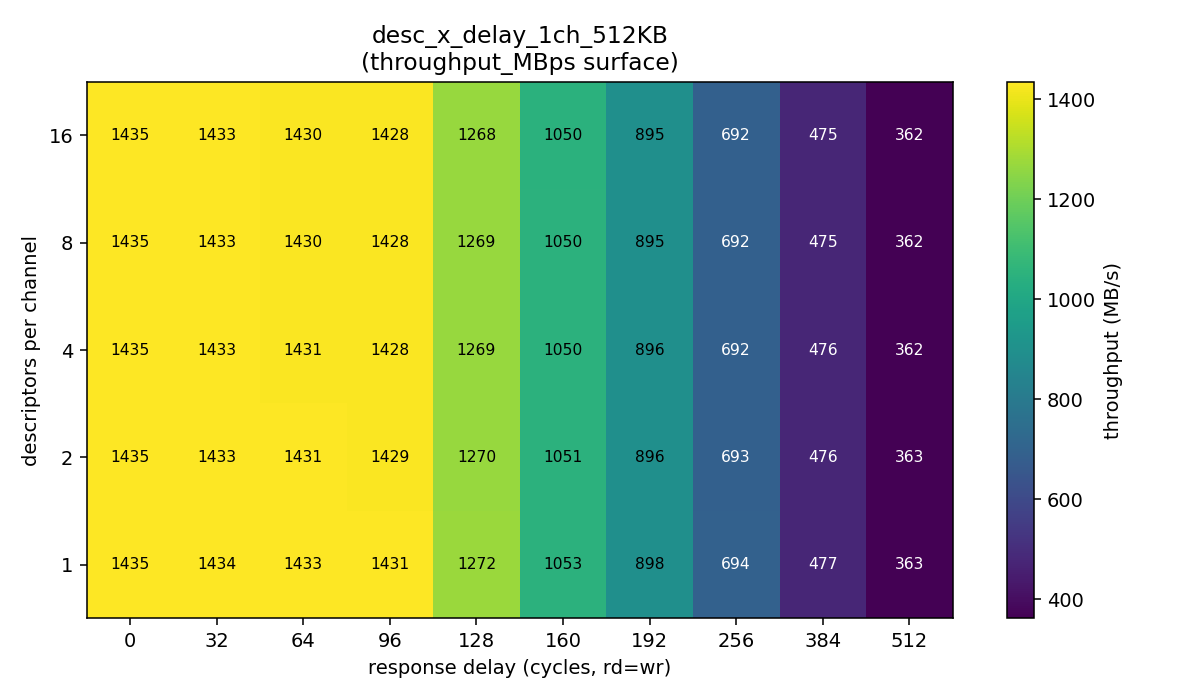 desc_x_delay_1ch_512KB
(throughput_MBps surface)
descriptors per channel
16 1435 1433 1430 1428 1268 1050 895 692 475 362
8 1435 1433 1430 1428 1269 1050 895 692 475 362
4 1435 1433 1431 1428 1269 1050 896 692 476 362
2 1435 1433 1431 1429 1270 1051 896 693 476 363
1 1435 1434 1433 1431 1272 1053 898 694 477 363
0 32 64 96 128 160 192 256 384 512
response delay (cycles, rd=wr)
1400
1200
1000
800
600
400
throughput (MB/s)